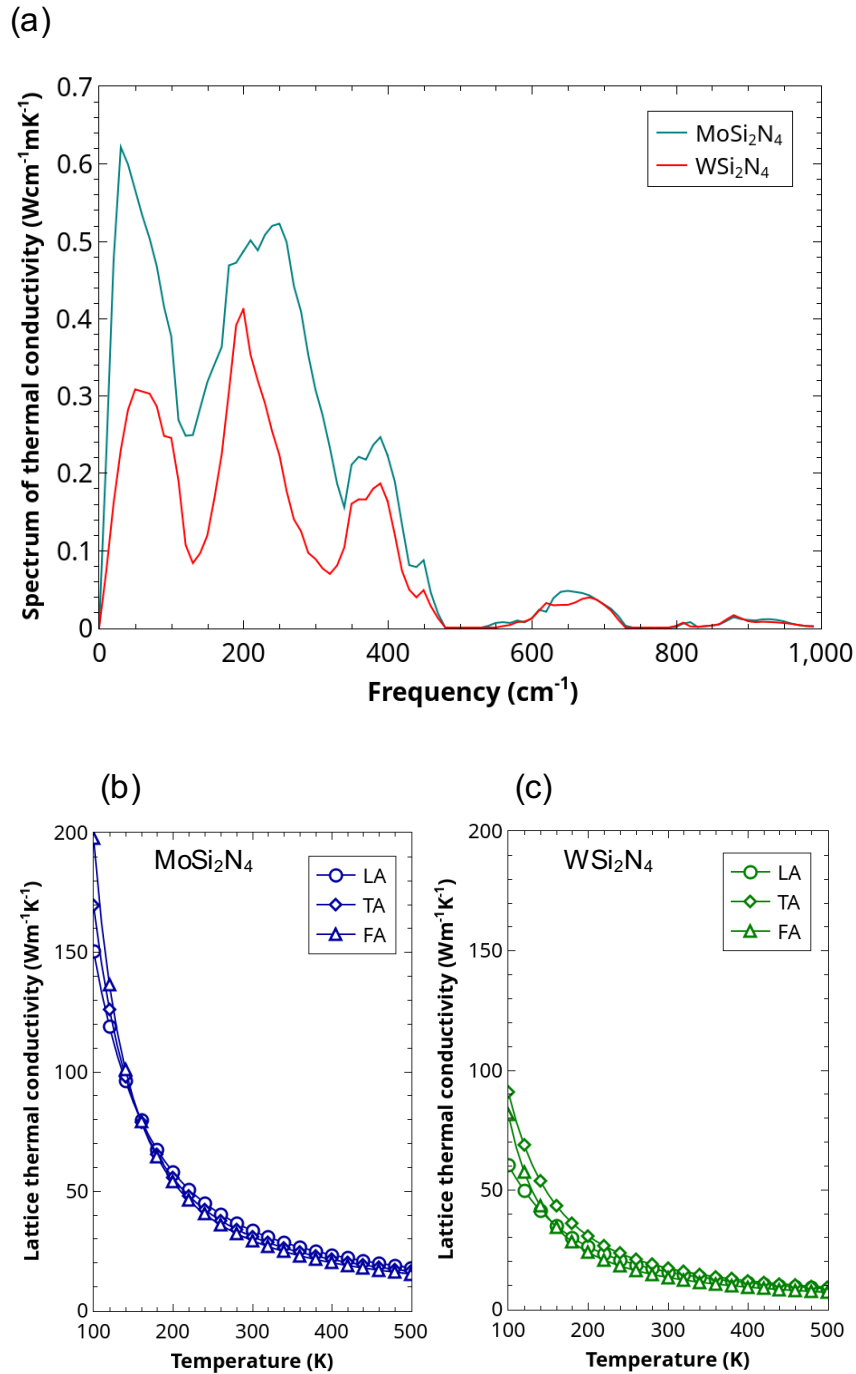 (a)
Spectrum of thermal conductivity (Wcm⁻¹mK⁻¹)
0.7
0.6
0.5
0.4
0.3
0.2
0.1
0
MoSi₂N₄
WSi₂N₄
0 200 400 600 800 1,000
Frequency (cm⁻¹)
(b)
Lattice thermal conductivity (Wm⁻¹K⁻¹)
200
150
100
50
0
MoSi₂N₄
LA
TA
FA
100 200 300 400 500
Temperature (K)
(c)
Lattice thermal conductivity (Wm⁻¹K⁻¹)
200
150
100
50
0
WSi₂N₄
LA
TA
FA
100 200 300 400 500
Temperature (K)